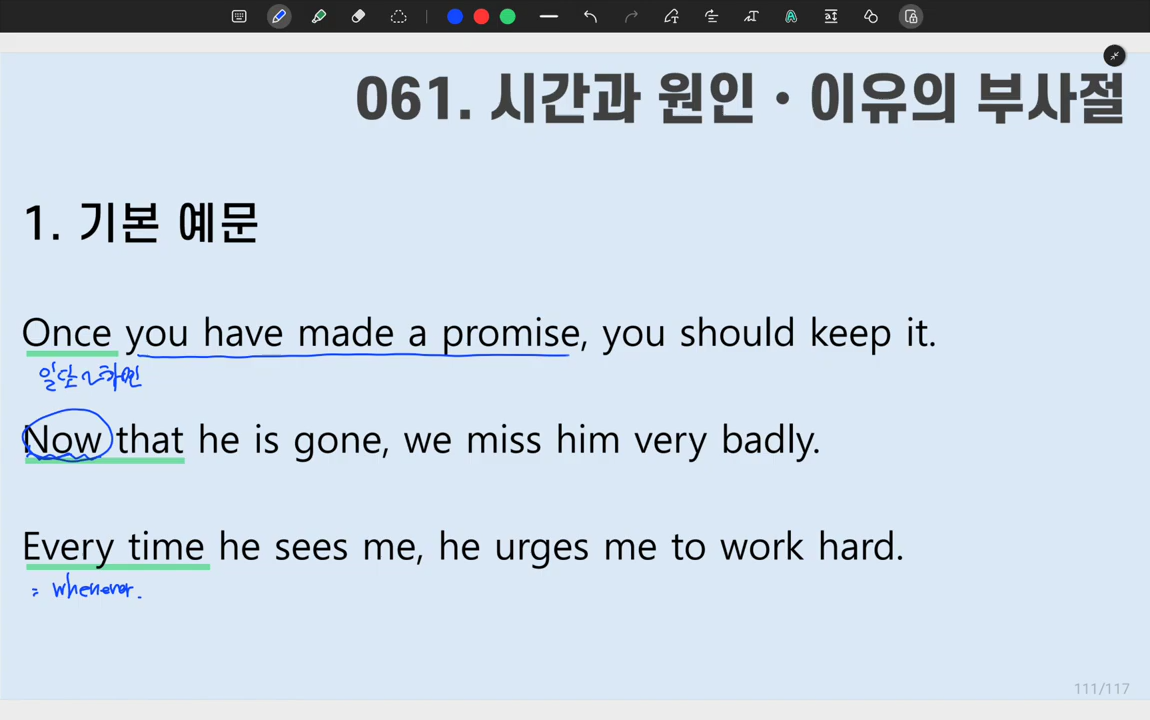 061. 시간과 원인・이유의 부사절
1. 기본 예문
Once you have made a promise, you should keep it.
일단 ~하면
Now that he is gone, we miss him very badly.
Every time he sees me, he urges me to work hard.
= whenever.
111/117